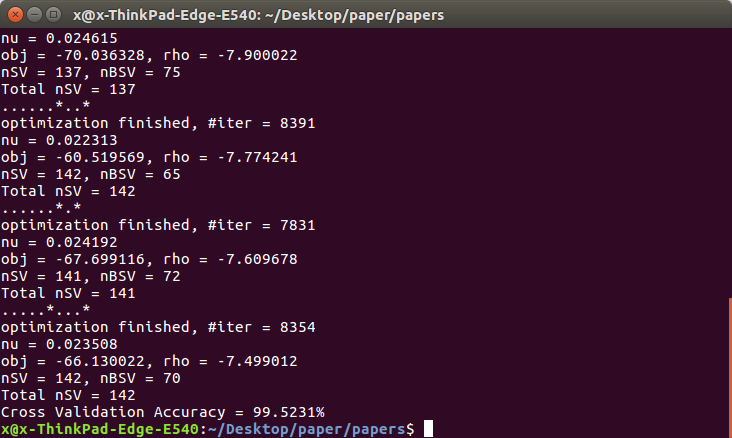 x@x-ThinkPad-Edge-E540: ~/Desktop/paper/papers
nu = 0.024615
obj = -70.036328, rho = -7.900022
nSV = 137, nBSV = 75
Total nSV = 137
......*..*
optimization finished, #iter = 8391
nu = 0.022313
obj = -60.519569, rho = -7.774241
nSV = 142, nBSV = 65
Total nSV = 142
......*.*
optimization finished, #iter = 7831
nu = 0.024192
obj = -67.699116, rho = -7.609678
nSV = 141, nBSV = 72
Total nSV = 141
.....*...*
optimization finished, #iter = 8354
nu = 0.023508
obj = -66.130022, rho = -7.499012
nSV = 142, nBSV = 70
Total nSV = 142
Cross Validation Accuracy = 99.5231%
x@x-ThinkPad-Edge-E540:~/Desktop/paper/papers$